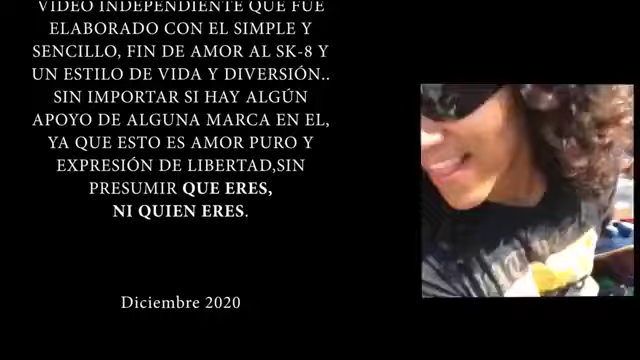 VIDEO INDEPENDIENTE QUE FUE
ELABORADO CON EL SIMPLE Y
SENCILLO, FIN DE AMOR AL SK-8 Y
UN ESTILO DE VIDA Y DIVERSIÓN..
SIN IMPORTAR SI HAY ALGÚN
APOYO DE ALGUNA MARCA EN EL,
YA QUE ESTO ES AMOR PURO Y
EXPRESIÓN DE LIBERTAD,SIN
PRESUMIR QUE ERES,
NI QUIEN ERES.
Diciembre 2020